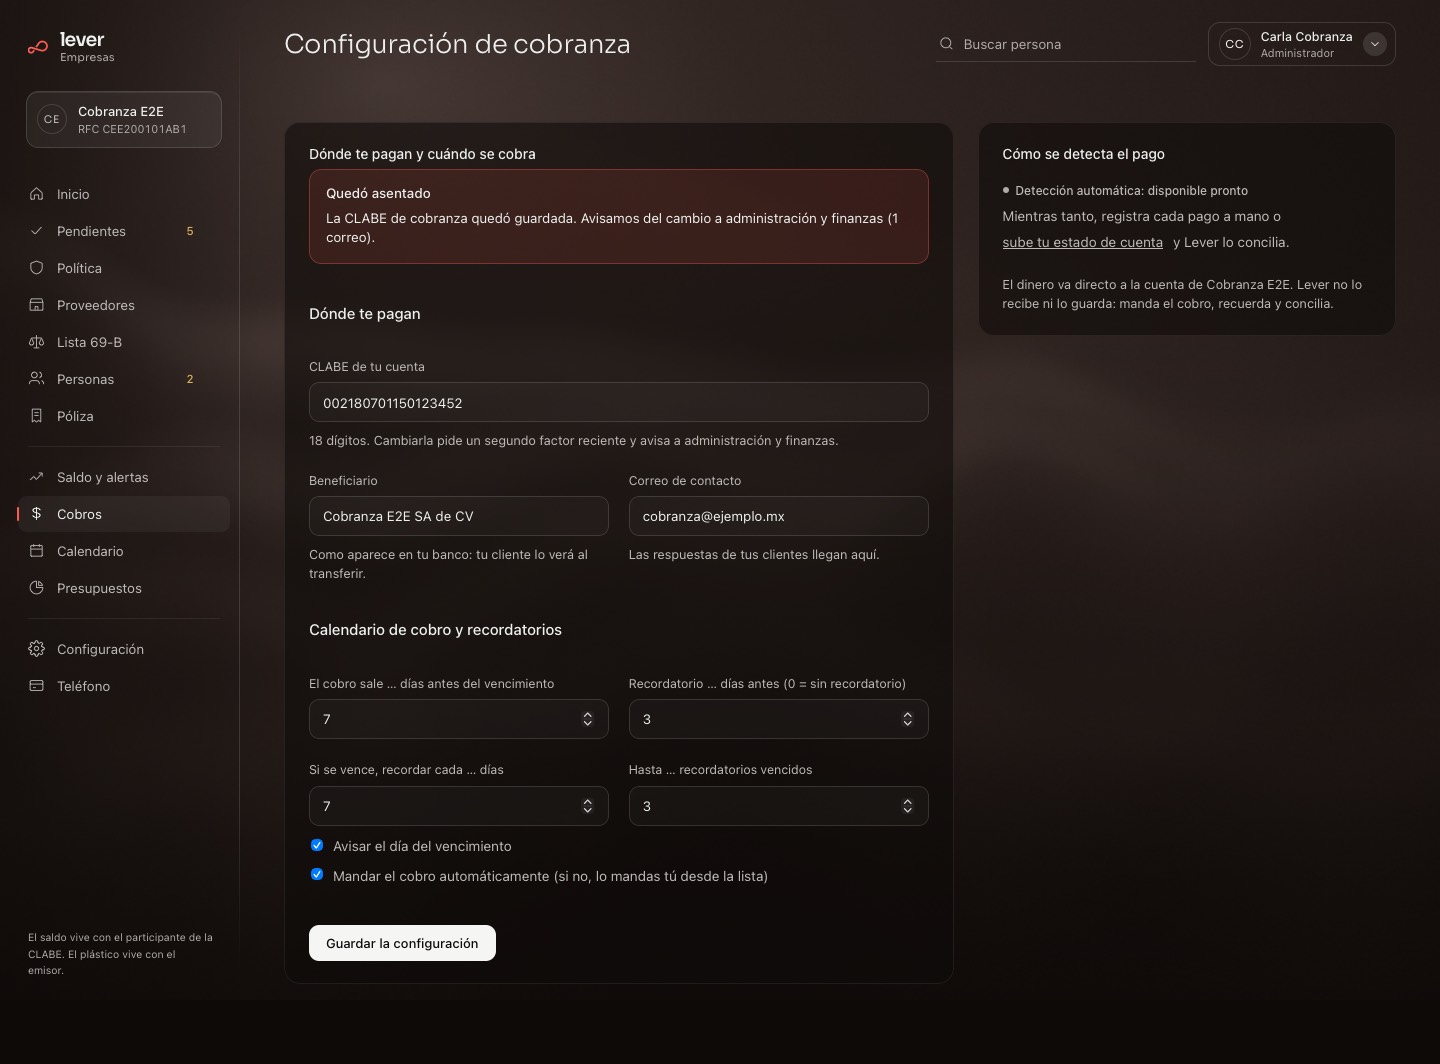 lever
Empresas
CE
Cobranza E2E
RFC CEE200101AB1
Inicio
Pendientes 5
Política
Proveedores
Lista 69-B
Personas 2
Póliza
Saldo y alertas
Cobros
Calendario
Presupuestos
Configuración
Teléfono
El saldo vive con el participante de la
CLABE. El plástico vive con el
emisor.
Configuración de cobranza
Buscar persona
CC
Carla Cobranza
Administrador
Dónde te pagan y cuándo se cobra
Quedó asentado
La CLABE de cobranza quedó guardada. Avisamos del cambio a administración y finanzas (1
correo).
Dónde te pagan
CLABE de tu cuenta
002180701150123452
18 dígitos. Cambiarla pide un segundo factor reciente y avisa a administración y finanzas.
Beneficiario
Cobranza E2E SA de CV
Como aparece en tu banco: tu cliente lo verá al
transferir.
Correo de contacto
cobranza@ejemplo.mx
Las respuestas de tus clientes llegan aquí.
Calendario de cobro y recordatorios
El cobro sale … días antes del vencimiento
7
Recordatorio … días antes (0 = sin recordatorio)
3
Si se vence, recordar cada … días
7
Hasta … recordatorios vencidos
3
Avisar el día del vencimiento
Mandar el cobro automáticamente (si no, lo mandas tú desde la lista)
Guardar la configuración
Cómo se detecta el pago
Detección automática: disponible pronto
Mientras tanto, registra cada pago a mano o
sube tu estado de cuenta y Lever lo concilia.
El dinero va directo a la cuenta de Cobranza E2E. Lever no lo
recibe ni lo guarda: manda el cobro, recuerda y concilia.